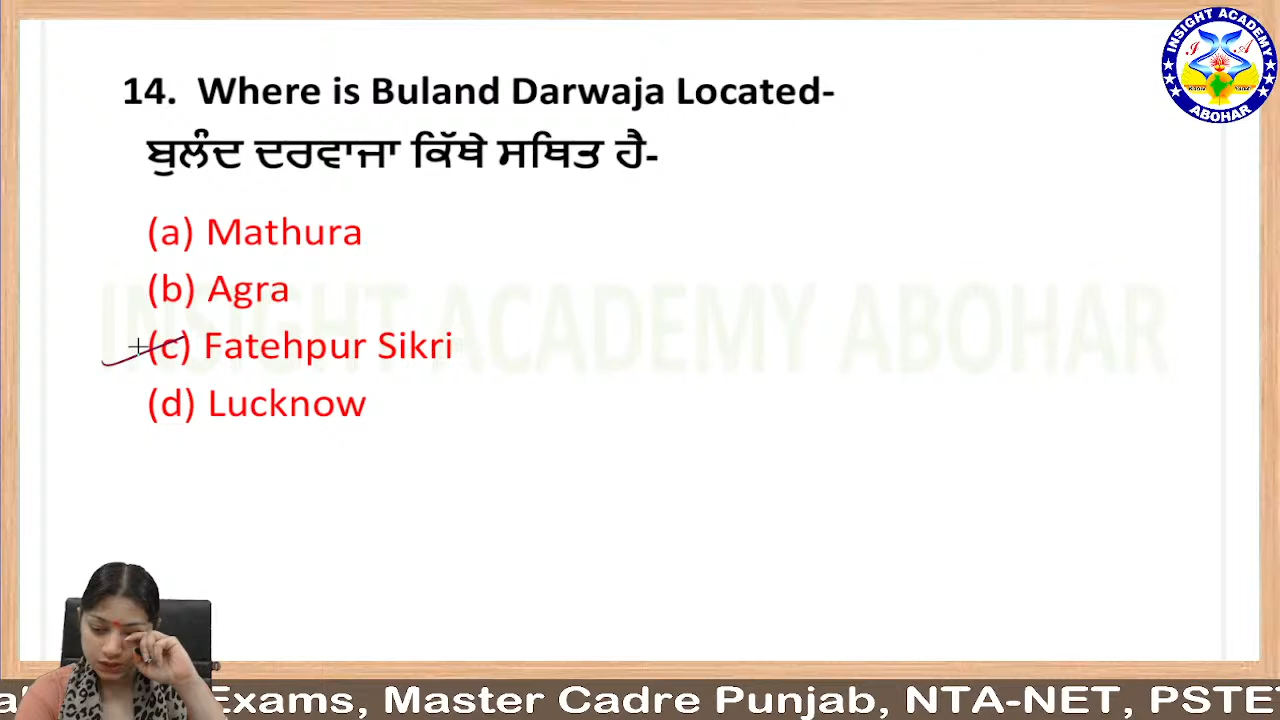 INSIGHT ACADEMY
I A
ABOHAR
14. Where is Buland Darwaja Located-
ਬੁਲੰਦ ਦਰਵਾਜਾ ਕਿੱਥੇ ਸਥਿਤ ਹੈ-
(a) Mathura
(b) Agra
(c) Fatehpur Sikri
(d) Lucknow
INSIGHT ACADEMY ABOHAR
Exams, Master Cadre Punjab, NTA-NET, PSTET